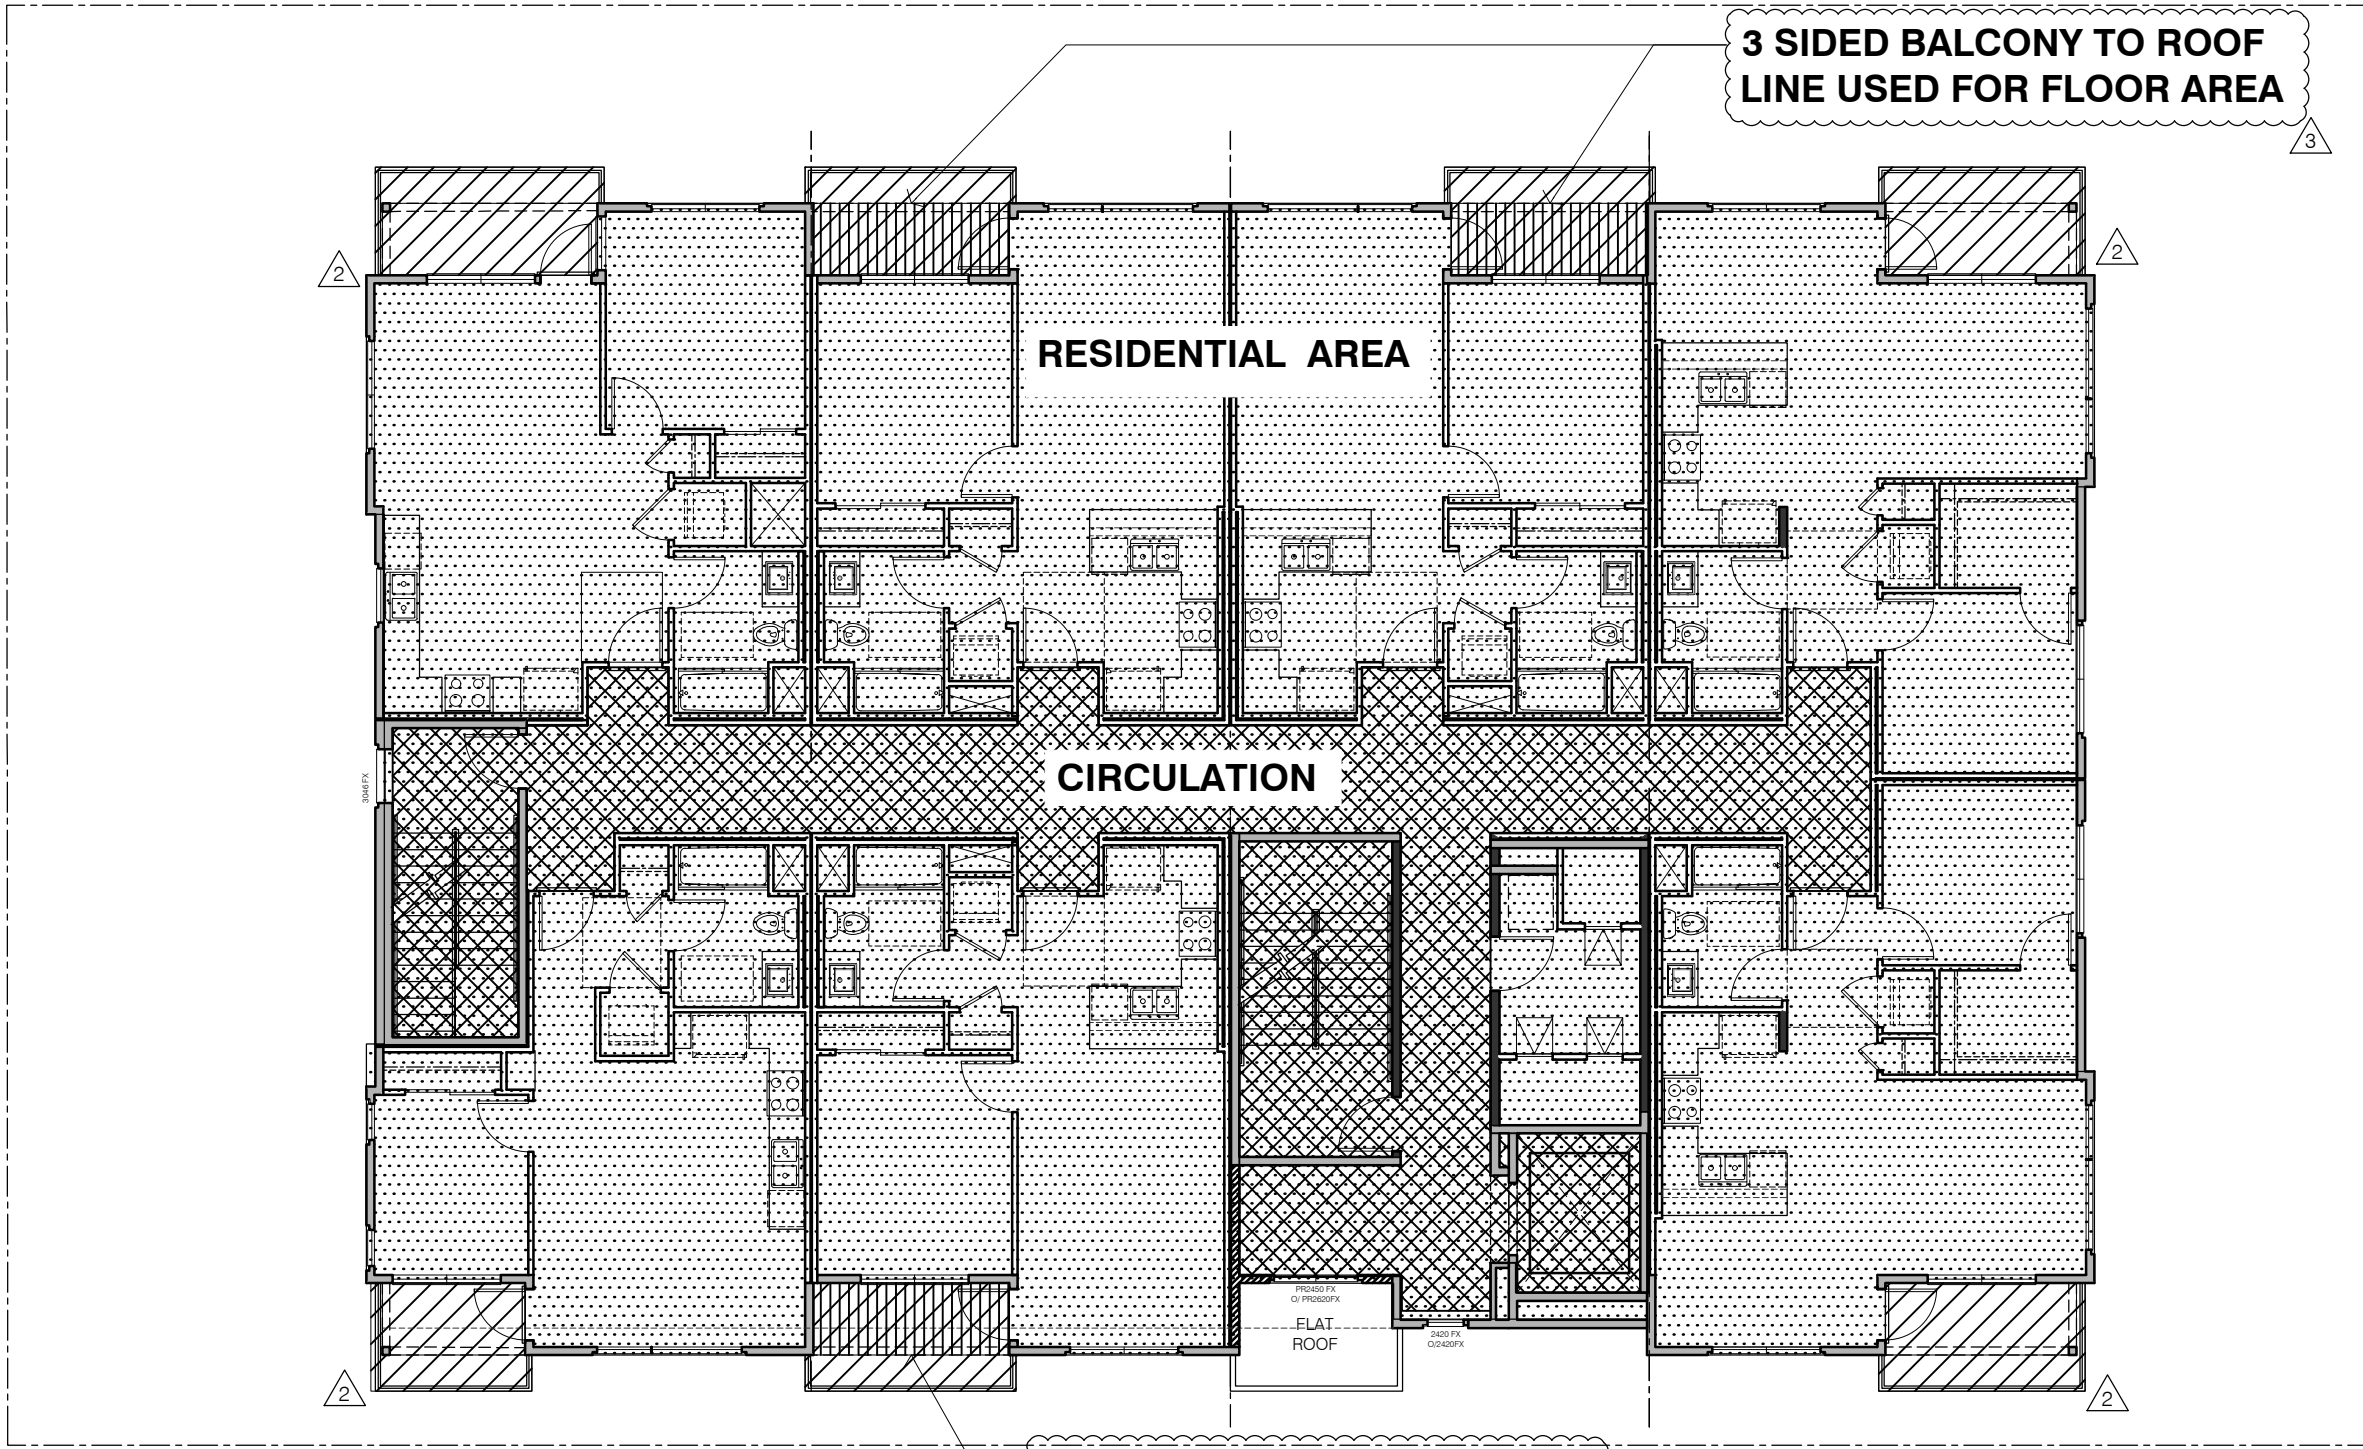 3 SIDED BALCONY TO ROOF
LINE USED FOR FLOOR AREA
3
2
2
RESIDENTIAL AREA
CIRCULATION
3046 FX
PR2450 FX
O/ PR2620FX
FLAT
ROOF
2420 FX
O/2420FX
2
2